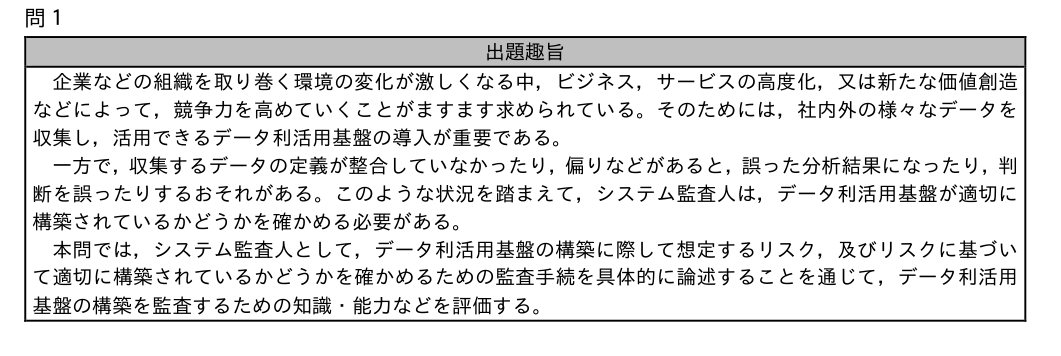 問1
出題趣旨
企業などの組織を取り巻く環境の変化が激しくなる中，ビジネス，サービスの高度化，又は新たな価値創造
などによって，競争力を高めていくことがますます求められている。そのためには，社内外の様々なデータを
収集し，活用できるデータ利活用基盤の導入が重要である。
一方で，収集するデータの定義が整合していなかったり，偏りなどがあると，誤った分析結果になったり，判
断を誤ったりするおそれがある。このような状況を踏まえて，システム監査人は，データ利活用基盤が適切に
構築されているかどうかを確かめる必要がある。
本問では，システム監査人として，データ利活用基盤の構築に際して想定するリスク，及びリスクに基づい
て適切に構築されているかどうかを確かめるための監査手続を具体的に論述することを通じて，データ利活用
基盤の構築を監査するための知識・能力などを評価する。